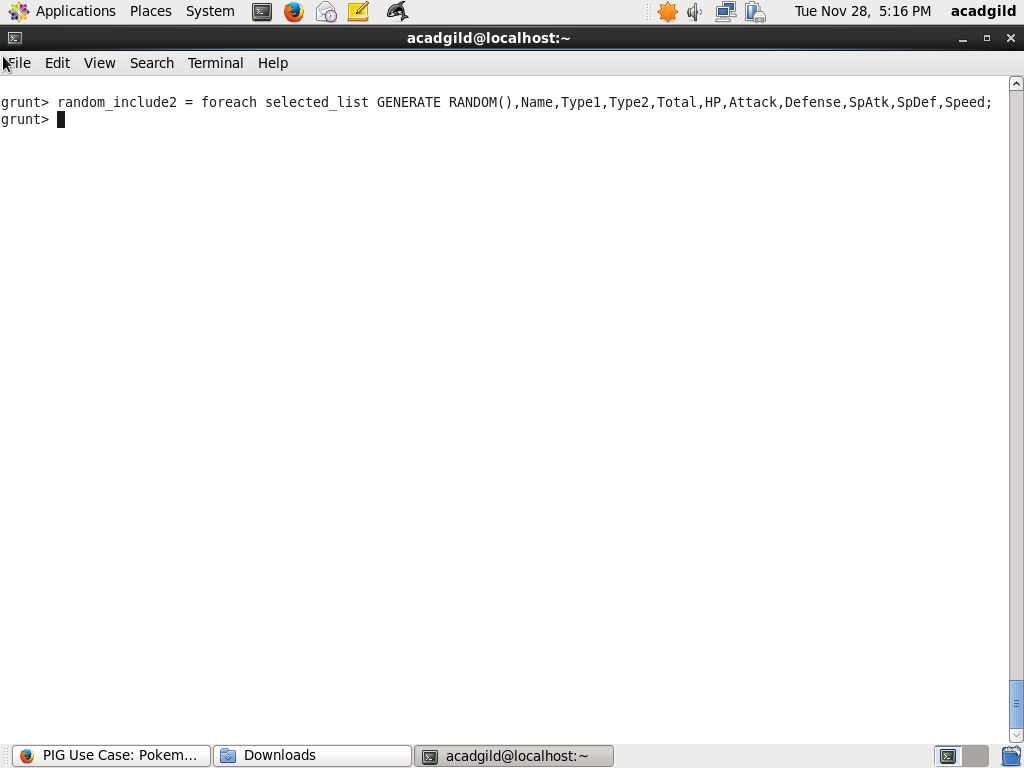 Applications Places System Tue Nov 28, 5:16 PM acadgild
acadgild@localhost:~
File Edit View Search Terminal Help
grunt> random_include2 = foreach selected_list GENERATE RANDOM(),Name,Type1,Type2,Total,HP,Attack,Defense,SpAtk,SpDef,Speed;
grunt>
PIG Use Case: Pokem... Downloads acadgild@localhost:~